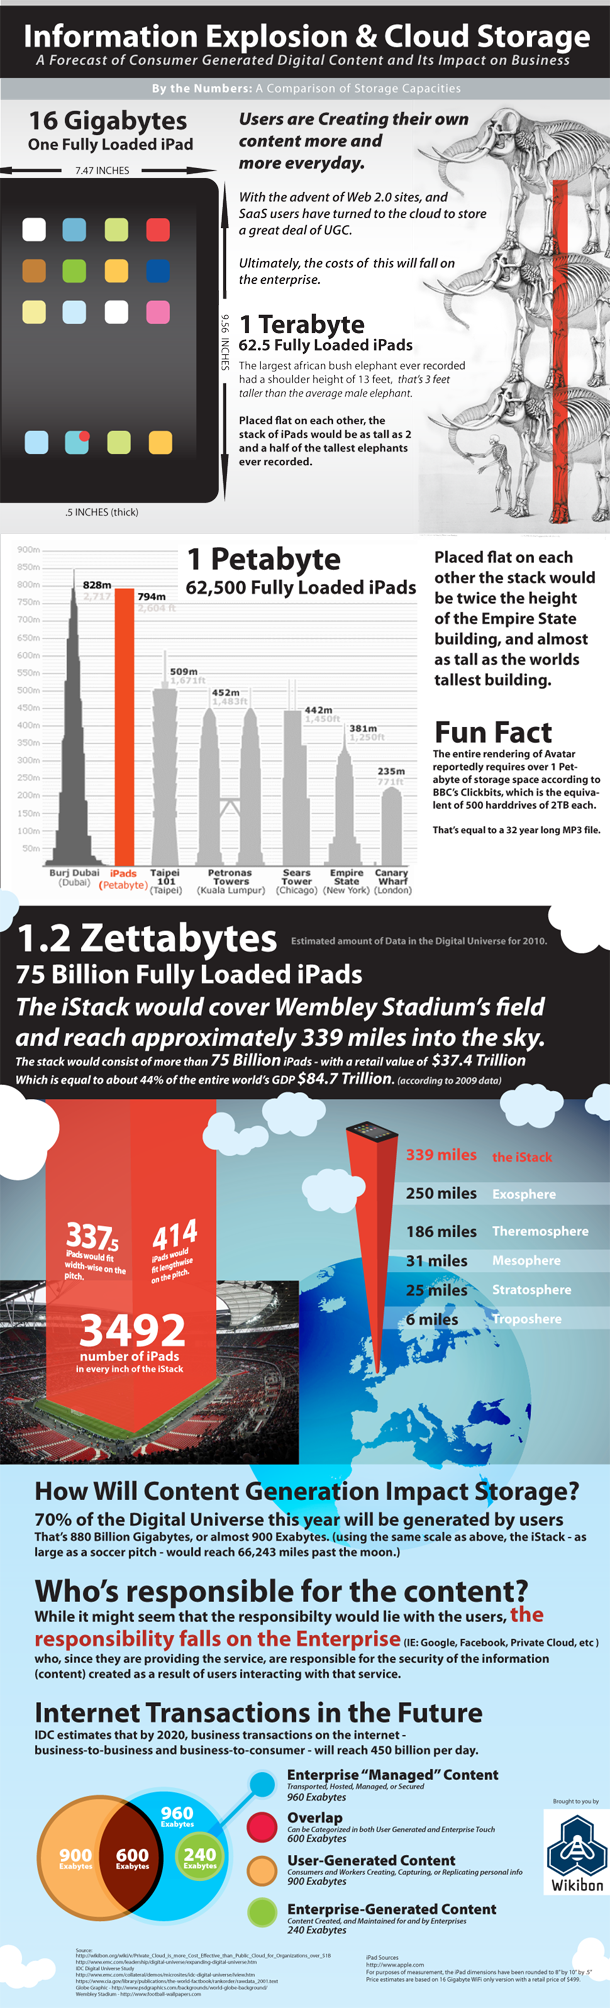 Information Explosion & Cloud Storage
A Forecast of Consumer Generated Digital Content and Its Impact on Business
By the Numbers: A Comparison of Storage Capacities
16 Gigabytes
One Fully Loaded iPad
7.47 INCHES
9.56 INCHES
.5 INCHES (thick)
Users are Creating their own
content more and
more everyday.
With the advent of Web 2.0 sites, and
SaaS users have turned to the cloud to store
a great deal of UGC.
Ultimately, the costs of this will fall on
the enterprise.
1 Terabyte
62.5 Fully Loaded iPads
The largest african bush elephant ever recorded
had a shoulder height of 13 feet, that's 3 feet
taller than the average male elephant.
Placed flat on each other, the
stack of iPads would be as tall as 2
and a half of the tallest elephants
ever recorded.
1 Petabyte
62,500 Fully Loaded iPads
900m
850m
800m
750m
700m
650m
600m
550m
500m
450m
400m
350m
300m
250m
200m
150m
100m
50m
828m
2,717
794m
2,604 ft
509m
1,671ft
452m
1,483ft
442m
1,450ft
381m
1,250ft
235m
771ft
Burj Dubai
(Dubai)
iPads
(Petabyte)
Taipei
101
(Taipei)
Petronas
Towers
(Kuala Lumpur)
Sears
Tower
(Chicago)
Empire
State
(New York)
Canary
Wharf
(London)
Placed flat on each
other the stack would
be twice the height
of the Empire State
building, and almost
as tall as the worlds
tallest building.
Fun Fact
The entire rendering of Avatar
reportedly requires over 1 Pet-
abyte of storage space according to
BBC's Clickbits, which is the equiva-
lent of 500 harddrives of 2TB each.
That's equal to a 32 year long MP3 file.
1.2 Zettabytes
Estimated amount of Data in the Digital Universe for 2010.
75 Billion Fully Loaded iPads
The iStack would cover Wembley Stadium's field
and reach approximately 339 miles into the sky.
The stack would consist of more than 75 Billion iPads - with a retail value of $37.4 Trillion
Which is equal to about 44% of the entire world's GDP $84.7 Trillion. (according to 2009 data)
337.5
iPads would fit
width-wise on the
pitch.
414
iPads would
fit lengthwise
on the pitch.
3492
number of iPads
in every inch of the iStack
339 miles the iStack
250 miles Exosphere
186 miles Theremosphere
31 miles Mesophere
25 miles Stratosphere
6 miles Troposhere
How Will Content Generation Impact Storage?
70% of the Digital Universe this year will be generated by users
That's 880 Billion Gigabytes, or almost 900 Exabytes. (using the same scale as above, the iStack - as
large as a soccer pitch - would reach 66,243 miles past the moon.)
Who's responsible for the content?
While it might seem that the responsibilty would lie with the users, the
responsibility falls on the Enterprise (IE: Google, Facebook, Private Cloud, etc )
who, since they are providing the service, are responsible for the security of the information
(content) created as a result of users interacting with that service.
Internet Transactions in the Future
IDC estimates that by 2020, business transactions on the internet -
business-to-business and business-to-consumer - will reach 450 billion per day.
900
Exabytes
600
Exabytes
960
Exabytes
240
Exabytes
Enterprise "Managed" Content
Transported, Hosted, Managed, or Secured
960 Exabytes
Overlap
Can be Categorized in both User Generated and Enterprise Touch
600 Exabytes
User-Generated Content
Consumers and Workers Creating, Capturing, or Replicating personal info
900 Exabytes
Enterprise-Generated Content
Content Created, and Maintained for and by Enterprises
240 Exabytes
Brought to you by
Wikibon
Source:
http://wikibon.org/wiki/v/Private_Cloud_is_more_Cost_Effective_than_Public_Cloud_for_Organizations_over_$1B
http://www.emc.com/leadership/digital-universe/expanding-digital-universe.htm
IDC Digital Universe Study
http://www.emc.com/collateral/demos/microsites/idc-digital-universe/iview.htm
https://www.cia.gov/library/publications/the-world-factbook/rankorder/rawdata_2001.text
Globe Graphic - http://www.psdgraphics.com/backgrounds/world-globe-background/
Wembley Stadium - http://www.football-wallpapers.com
iPad Sources
http://www.apple.com
For purposes of measurement, the iPad dimensions have been rounded to 8" by 10" by .5"
Price estimates are based on 16 Gigabyte WiFi only version with a retail price of $499.